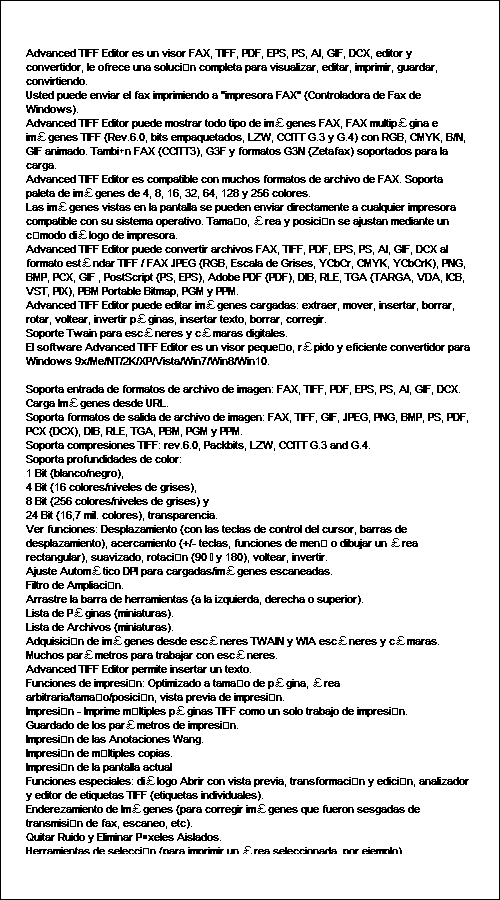 Advanced TIFF Editor es un visor FAX, TIFF, PDF, EPS, PS, AI, GIF, DCX, editor y
convertidor, le ofrece una soluci□n completa para visualizar, editar, imprimir, guardar,
convirtiendo.
Usted puede enviar el fax imprimiendo a "impresora FAX" (Controladora de Fax de
Windows).
Advanced TIFF Editor puede mostrar todo tipo de im£genes FAX, FAX multip£gina e
im£genes TIFF (Rev.6.0, bits empaquetados, LZW, CCITT G.3 y G.4) con RGB, CMYK, B/N,
GIF animado. Tambi·n FAX (CCITT3), G3F y formatos G3N (Zetafax) soportados para la
carga.
Advanced TIFF Editor es compatible con muchos formatos de archivo de FAX. Soporta
paleta de im£genes de 4, 8, 16, 32, 64, 128 y 256 colores.
Las im£genes vistas en la pantalla se pueden enviar directamente a cualquier impresora
compatible con su sistema operativo. Tama□o, £rea y posici□n se ajustan mediante un
c□modo di£logo de impresora.
Advanced TIFF Editor puede convertir archivos FAX, TIFF, PDF, EPS, PS, AI, GIF, DCX al
formato est£ndar TIFF / FAX JPEG (RGB, Escala de Grises, YCbCr, CMYK, YCbCrK), PNG,
BMP, PCX, GIF , PostScript (PS, EPS), Adobe PDF (PDF), DIB, RLE, TGA (TARGA, VDA, ICB,
VST, PIX), PBM Portable Bitmap, PGM y PPM.
Advanced TIFF Editor puede editar im£genes cargadas: extraer, mover, insertar, borrar,
rotar, voltear, invertir p£ginas, insertar texto, borrar, corregir.
Soporte Twain para esc£neres y c£maras digitales.
El software Advanced TIFF Editor es un visor peque□o, r£pido y eficiente convertidor para
Windows 9x/Me/NT/2K/XP/Vista/Win7/Win8/Win10.
Soporta entrada de formatos de archivo de imagen: FAX, TIFF, PDF, EPS, PS, AI, GIF, DCX.
Carga Im£genes desde URL.
Soporta formatos de salida de archivo de imagen: FAX, TIFF, GIF, JPEG, PNG, BMP, PS, PDF,
PCX (DCX), DIB, RLE, TGA, PBM, PGM y PPM.
Soporta compresiones TIFF: rev.6.0, Packbits, LZW, CCITT G.3 and G.4.
Soporta profundidades de color:
1 Bit (blanco/negro),
4 Bit (16 colores/niveles de grises),
8 Bit (256 colores/niveles de grises) y
24 Bit (16,7 mil. colores), transparencia.
Ver funciones: Desplazamiento (con las teclas de control del cursor, barras de
desplazamiento), acercamiento (+/- teclas, funciones de men□ o dibujar un £rea
rectangular), suavizado, rotaci□n (90 □ y 180), voltear, invertir.
Ajuste Autom£tico DPI para cargadas/im£genes escaneadas.
Filtro de Ampliaci□n.
Arrastre la barra de herramientas (a la izquierda, derecha o superior).
Lista de P£ginas (miniaturas).
Lista de Archivos (miniaturas).
Adquisici□n de im£genes desde esc£neres TWAIN y WIA esc£neres y c£maras.
Muchos par£metros para trabajar con esc£neres.
Advanced TIFF Editor permite insertar un texto.
Funciones de impresi□n: Optimizado a tama□o de p£gina, £rea
arbitraria/tama□o/posici□n, vista previa de impresi□n.
Impresi□n - Imprime m□ltiples p£ginas TIFF como un solo trabajo de impresi□n.
Guardado de los par£metros de impresi□n.
Impresi□n de las Anotaciones Wang.
Impresi□n de m□ltiples copias.
Impresi□n de la pantalla actual
Funciones especiales: di£logo Abrir con vista previa, transformaci□n y edici□n, analizador
y editor de etiquetas TIFF (etiquetas individuales).
Enderezamiento de Im£genes (para corregir im£genes que fueron sesgadas de
transmisi□n de fax, escaneo, etc).
Quitar Ruido y Eliminar P·xeles Aislados.
Herramientas de selecci□n (para imprimir un £rea seleccionada, por ejemplo)